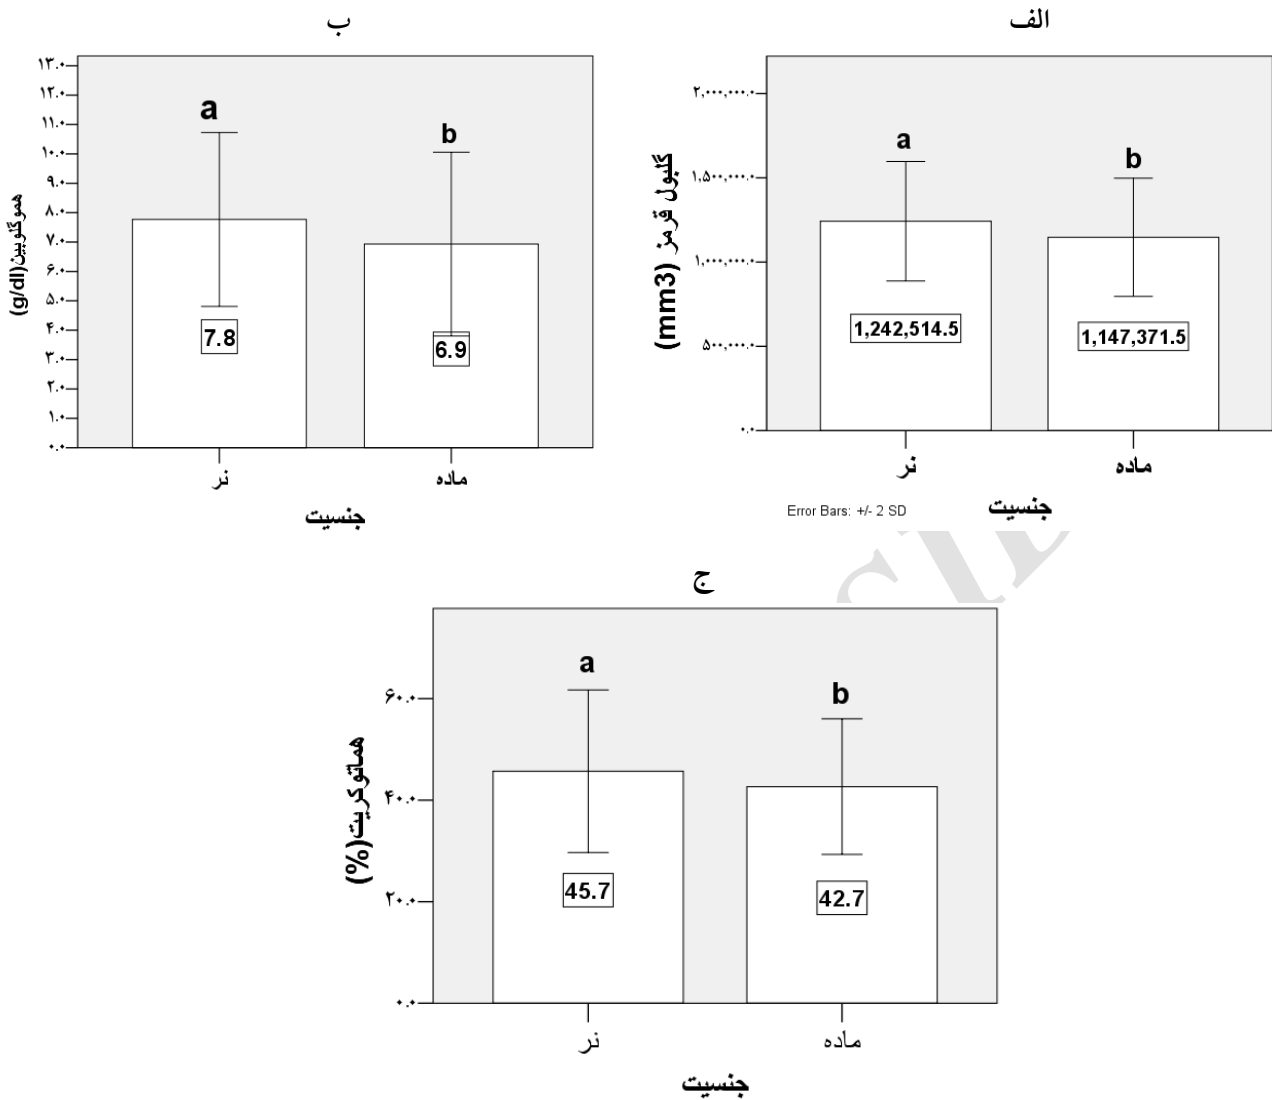 الف
۲,۰۰۰,۰۰۰.۰
۱,۵۰۰,۰۰۰.۰
۱,۰۰۰,۰۰۰.۰
۵۰۰,۰۰۰.۰
۰.۰
گلبول قرمز (mm3)
a
b
1,242,514.5
1,147,371.5
نر
ماده
جنسیت
Error Bars: +/- 2 SD
ب
۱۳.۰
۱۲.۰
۱۱.۰
۱۰.۰
۹.۰
۸.۰
۷.۰
۶.۰
۵.۰
۴.۰
۳.۰
۲.۰
۱.۰
۰.۰
هموگلوبین(g/dl)
a
b
7.8
6.9
نر
ماده
جنسیت
ج
۶۰.۰
۴۰.۰
۲۰.۰
۰.۰
هماتوکریت(%)
a
b
45.7
42.7
نر
ماده
جنسیت